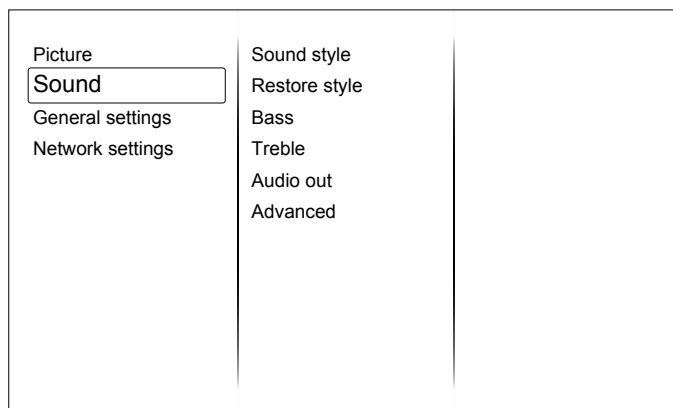 Picture
Sound
General settings
Network settings
Sound style
Restore style
Bass
Treble
Audio out
Advanced